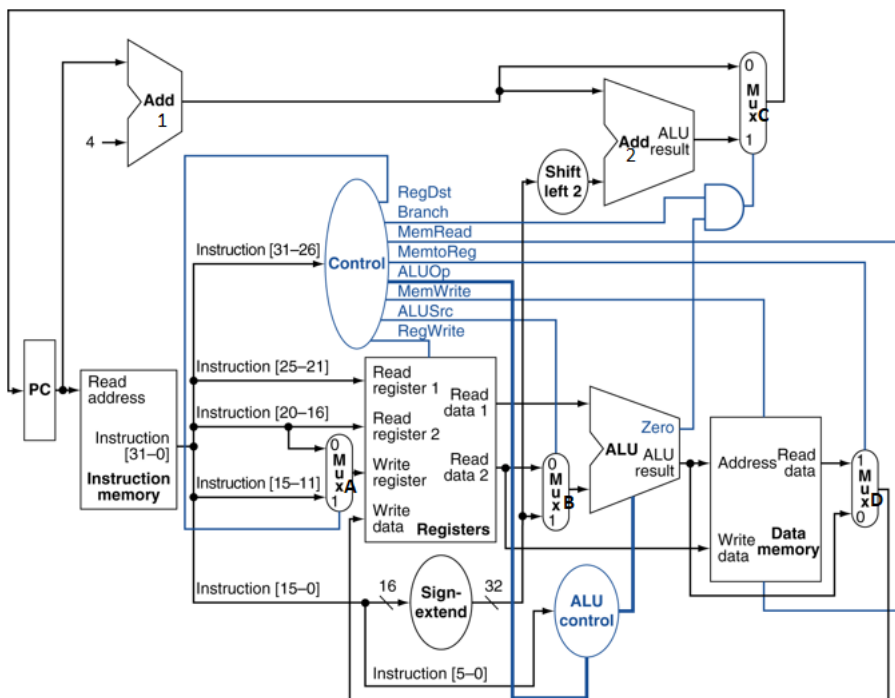 Add
1
4
0
M
u
x
C
1
Add
2
ALU
result
Shift
left 2
RegDst
Branch
MemRead
MemtoReg
ALUOp
MemWrite
ALUSrc
RegWrite
Control
Instruction [31–26]
Instruction [25–21]
Instruction [20–16]
Instruction [15–11]
Instruction [15–0]
Instruction [5–0]
PC
Read
address
Instruction
[31–0]
Instruction
memory
0
M
u
x
A
1
Read
register 1
Read
register 2
Write
register
Write
data
Read
data 1
Read
data 2
Registers
0
M
u
x
B
1
Zero
ALU
ALU
result
Address
Read
data
Write
data
Data
memory
1
M
u
x
D
0
16
Sign-
extend
32
ALU
control